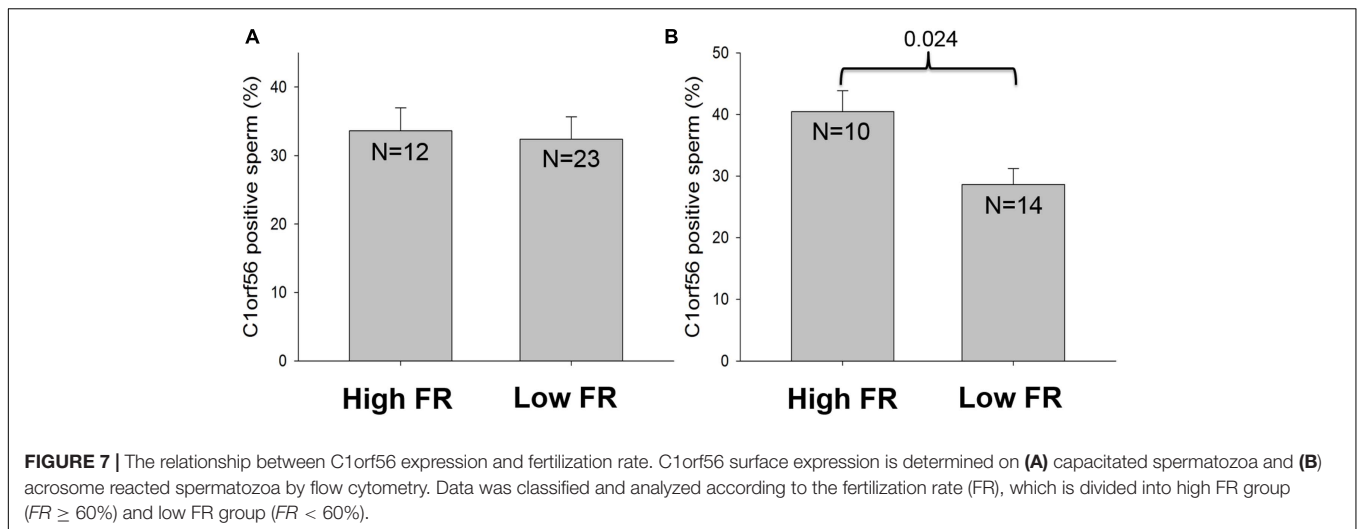 A
C1orf56 positive sperm (%)
40
30
20
10
0
N=12
N=23
High FR
Low FR
B
C1orf56 positive sperm (%)
50
40
30
20
10
0
0.024
N=10
N=14
High FR
Low FR
FIGURE 7 | The relationship between C1orf56 expression and fertilization rate. C1orf56 surface expression is determined on (A) capacitated spermatozoa and (B)
acrosome reacted spermatozoa by flow cytometry. Data was classified and analyzed according to the fertilization rate (FR), which is divided into high FR group
(FR ≥ 60%) and low FR group (FR < 60%).